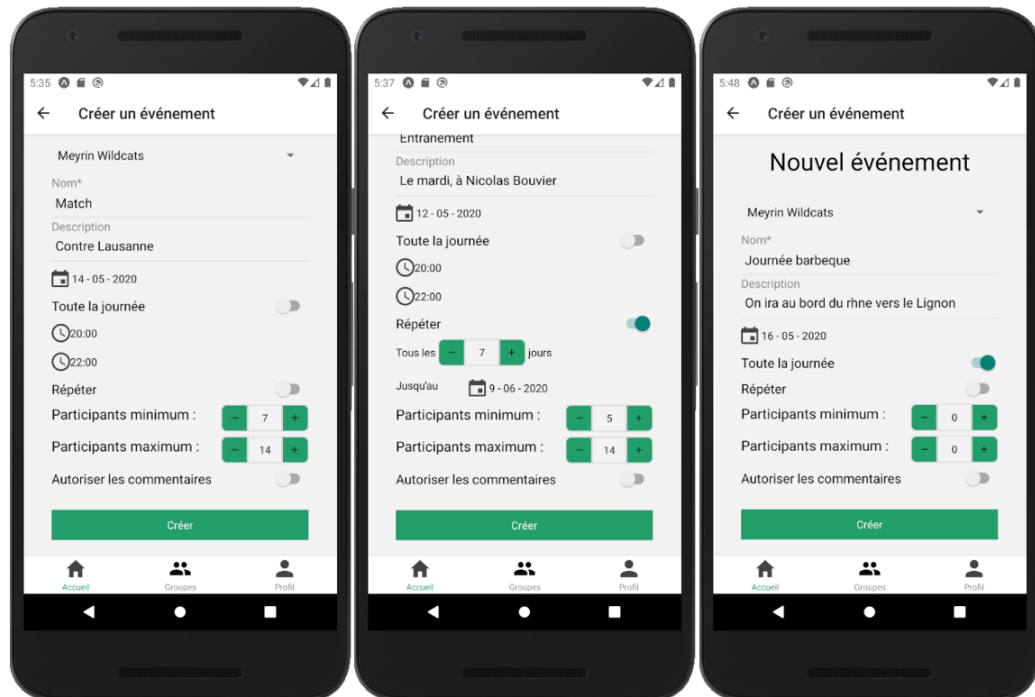 5:35
Créer un événement
Meyrin Wildcats
Nom*
Match
Description
Contre Lausanne
14 - 05 - 2020
Toute la journée
20:00
22:00
Répéter
Participants minimum :
- 7 +
Participants maximum :
- 14 +
Autoriser les commentaires
Créer
Accueil Groupes Profil
5:37
Créer un événement
Entranement
Description
Le mardi, à Nicolas Bouvier
12 - 05 - 2020
Toute la journée
20:00
22:00
Répéter
Tous les - 7 + jours
Jusqu'au 9 - 06 - 2020
Participants minimum :
- 5 +
Participants maximum :
- 14 +
Autoriser les commentaires
Créer
Accueil Groupes Profil
5:48
Créer un événement
Nouvel événement
Meyrin Wildcats
Nom*
Journée barbeque
Description
On ira au bord du rhne vers le Lignon
16 - 05 - 2020
Toute la journée
Répéter
Participants minimum :
- 0 +
Participants maximum :
- 0 +
Autoriser les commentaires
Créer
Accueil Groupes Profil